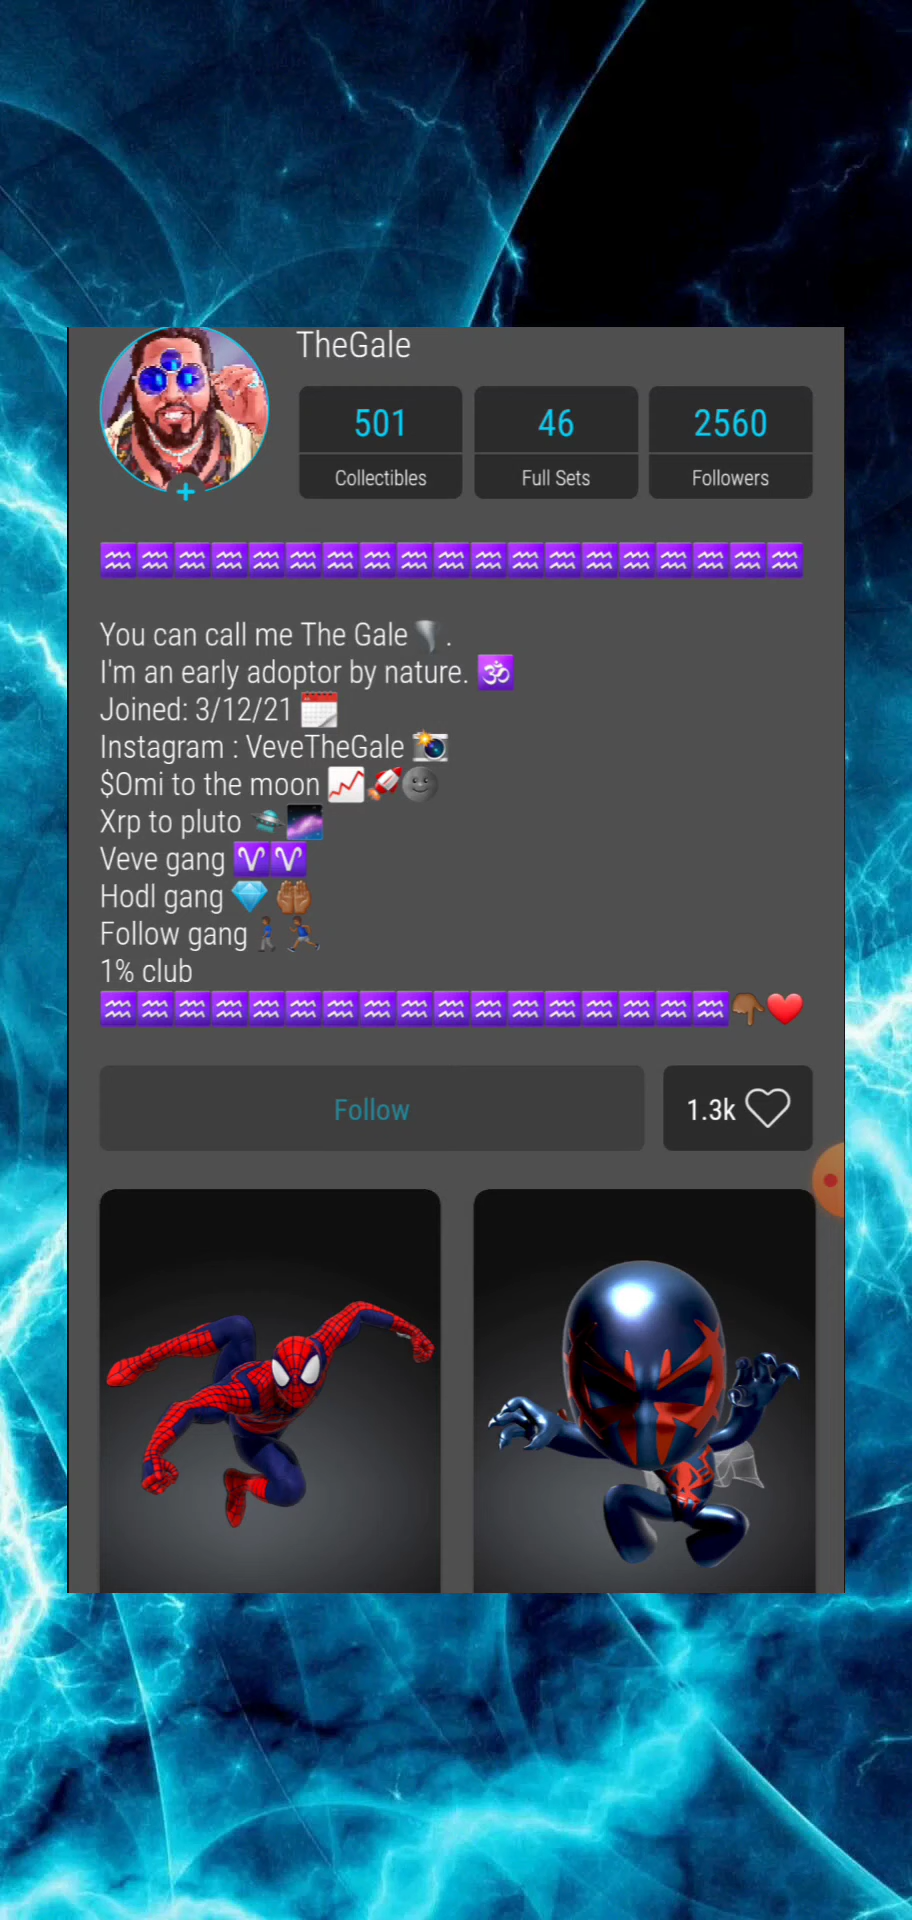 TheGale
501 46 2560
Collectibles Full Sets Followers
♒♒♒♒♒♒♒♒♒♒♒♒♒♒♒♒♒♒♒
You can call me The Gale 🌪️.
I'm an early adoptor by nature. 🕉️
Joined: 3/12/21 🗓️
Instagram : VeveTheGale 📸
$Omi to the moon 📈🚀🌚
Xrp to pluto 🛸🌌
Veve gang ♈♈
Hodl gang 💎🤲🏾
Follow gang 🚶🏾🏃🏾
1% club
♒♒♒♒♒♒♒♒♒♒♒♒♒♒♒♒♒👇🏾❤️
Follow 1.3k